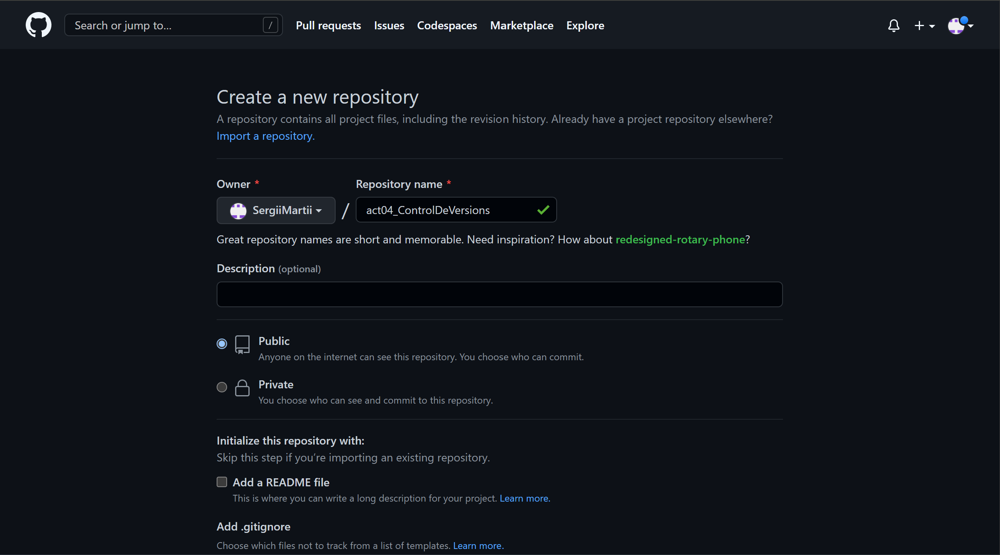 Search or jump to... /
Pull requests Issues Codespaces Marketplace Explore
Create a new repository
A repository contains all project files, including the revision history. Already have a project repository elsewhere?
Import a repository.
Owner *
Repository name *
SergiiMartii / act04_ControlDeVersions
Great repository names are short and memorable. Need inspiration? How about redesigned-rotary-phone?
Description (optional)
Public
Anyone on the internet can see this repository. You choose who can commit.
Private
You choose who can see and commit to this repository.
Initialize this repository with:
Skip this step if you’re importing an existing repository.
Add a README file
This is where you can write a long description for your project. Learn more.
Add .gitignore
Choose which files not to track from a list of templates. Learn more.